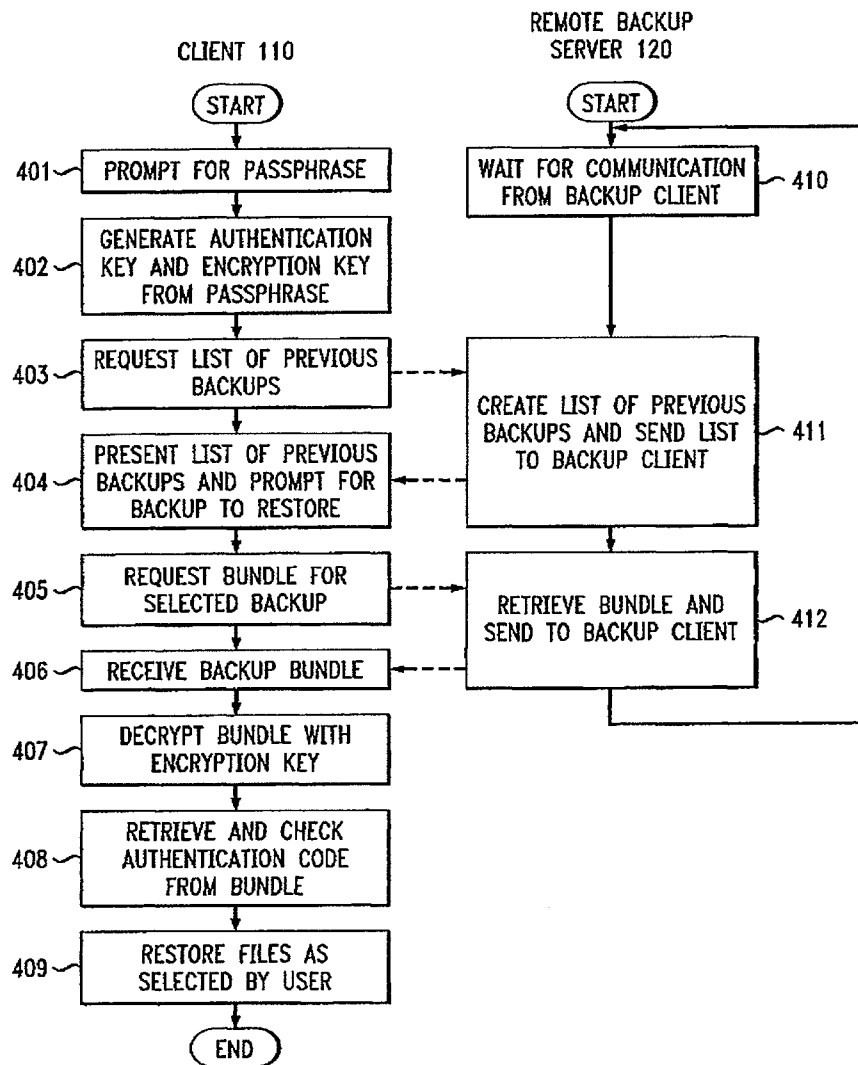 CLIENT 110
START
401
PROMPT FOR PASSPHRASE
402
GENERATE AUTHENTICATION
KEY AND ENCRYPTION KEY
FROM PASSPHRASE
403
REQUEST LIST OF PREVIOUS
BACKUPS
404
PRESENT LIST OF PREVIOUS
BACKUPS AND PROMPT FOR
BACKUP TO RESTORE
405
REQUEST BUNDLE FOR
SELECTED BACKUP
406
RECEIVE BACKUP BUNDLE
407
DECRYPT BUNDLE WITH
ENCRYPTION KEY
408
RETRIEVE AND CHECK
AUTHENTICATION CODE
FROM BUNDLE
409
RESTORE FILES AS
SELECTED BY USER
END
REMOTE BACKUP
SERVER 120
START
WAIT FOR COMMUNICATION
FROM BACKUP CLIENT
410
CREATE LIST OF PREVIOUS
BACKUPS AND SEND LIST
TO BACKUP CLIENT
411
RETRIEVE BUNDLE AND
SEND TO BACKUP CLIENT
412